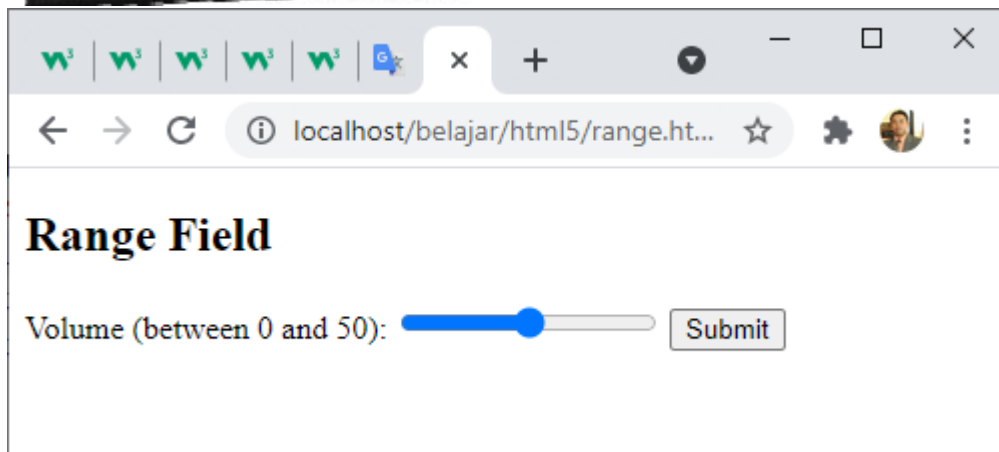 localhost/belajar/html5/range.ht...
Range Field
Volume (between 0 and 50):
Submit